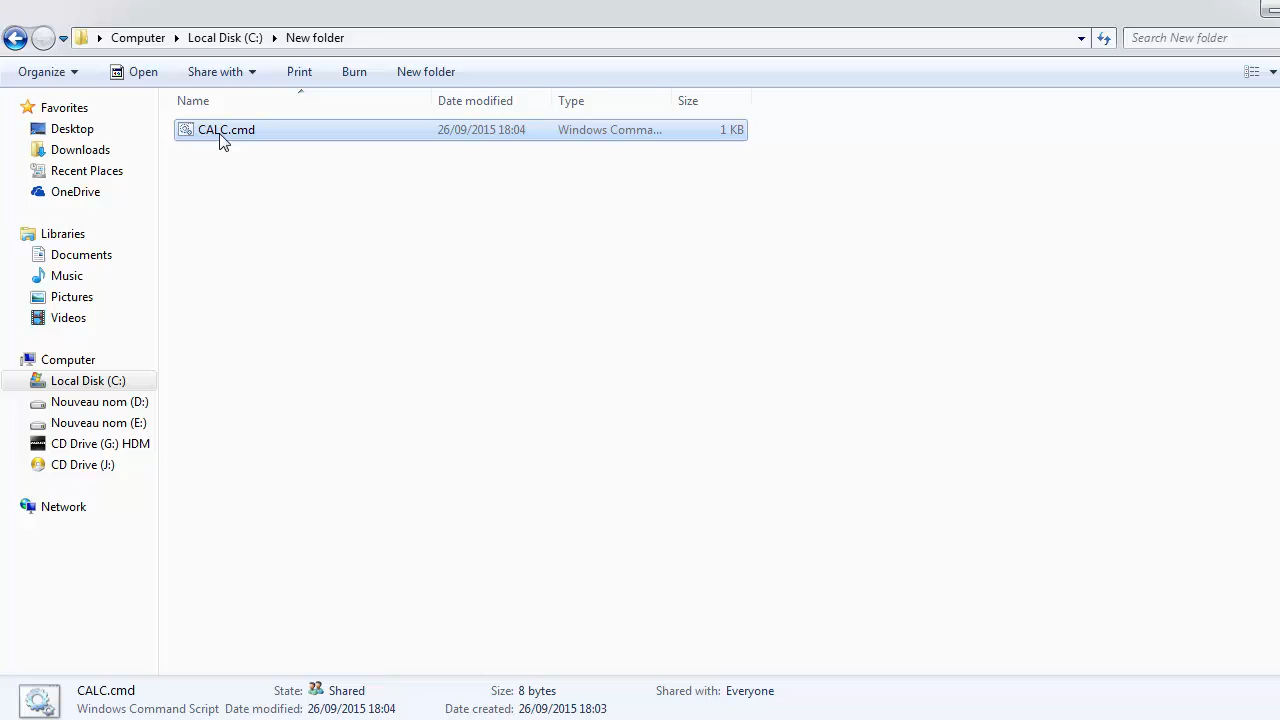 Computer Local Disk (C:) New folder Search New folder
Organize Open Share with Print Burn New folder
Name Date modified Type Size
CALC.cmd 26/09/2015 18:04 Windows Comma... 1 KB
Favorites
Desktop
Downloads
Recent Places
OneDrive
Libraries
Documents
Music
Pictures
Videos
Computer
Local Disk (C:)
Nouveau nom (D:)
Nouveau nom (E:)
CD Drive (G:) HDM
CD Drive (J:)
Network
CALC.cmd State: Shared Size: 8 bytes Shared with: Everyone
Windows Command Script Date modified: 26/09/2015 18:04 Date created: 26/09/2015 18:03